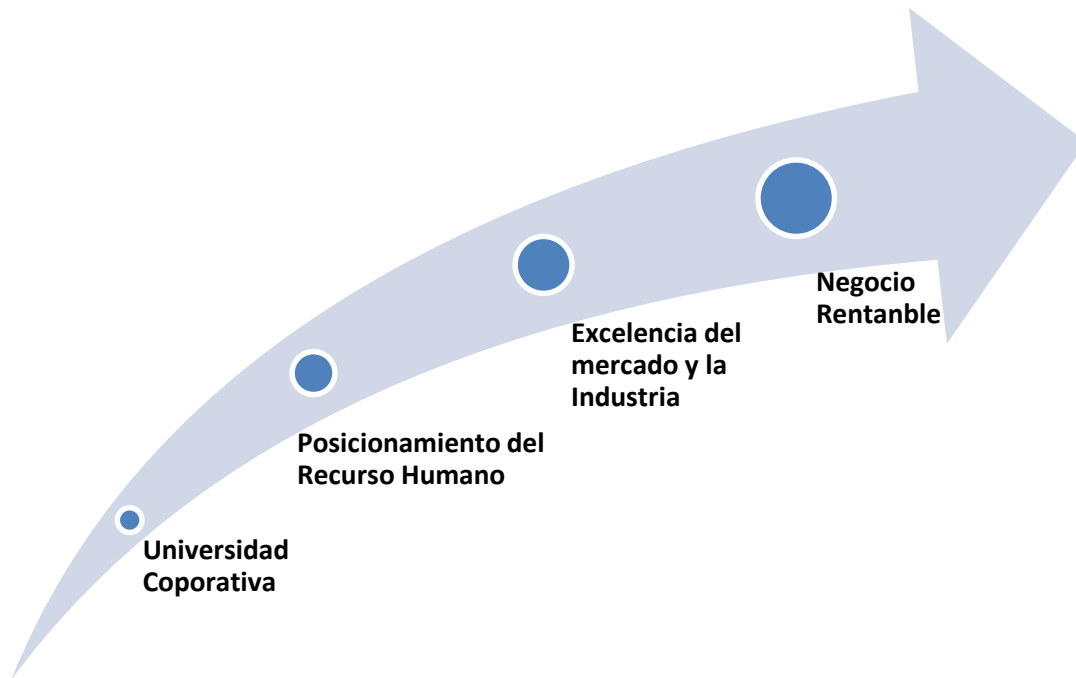 Universidad
Coporativa
Posicionamiento del
Recurso Humano
Excelencia del
mercado y la
Industria
Negocio
Rentanble